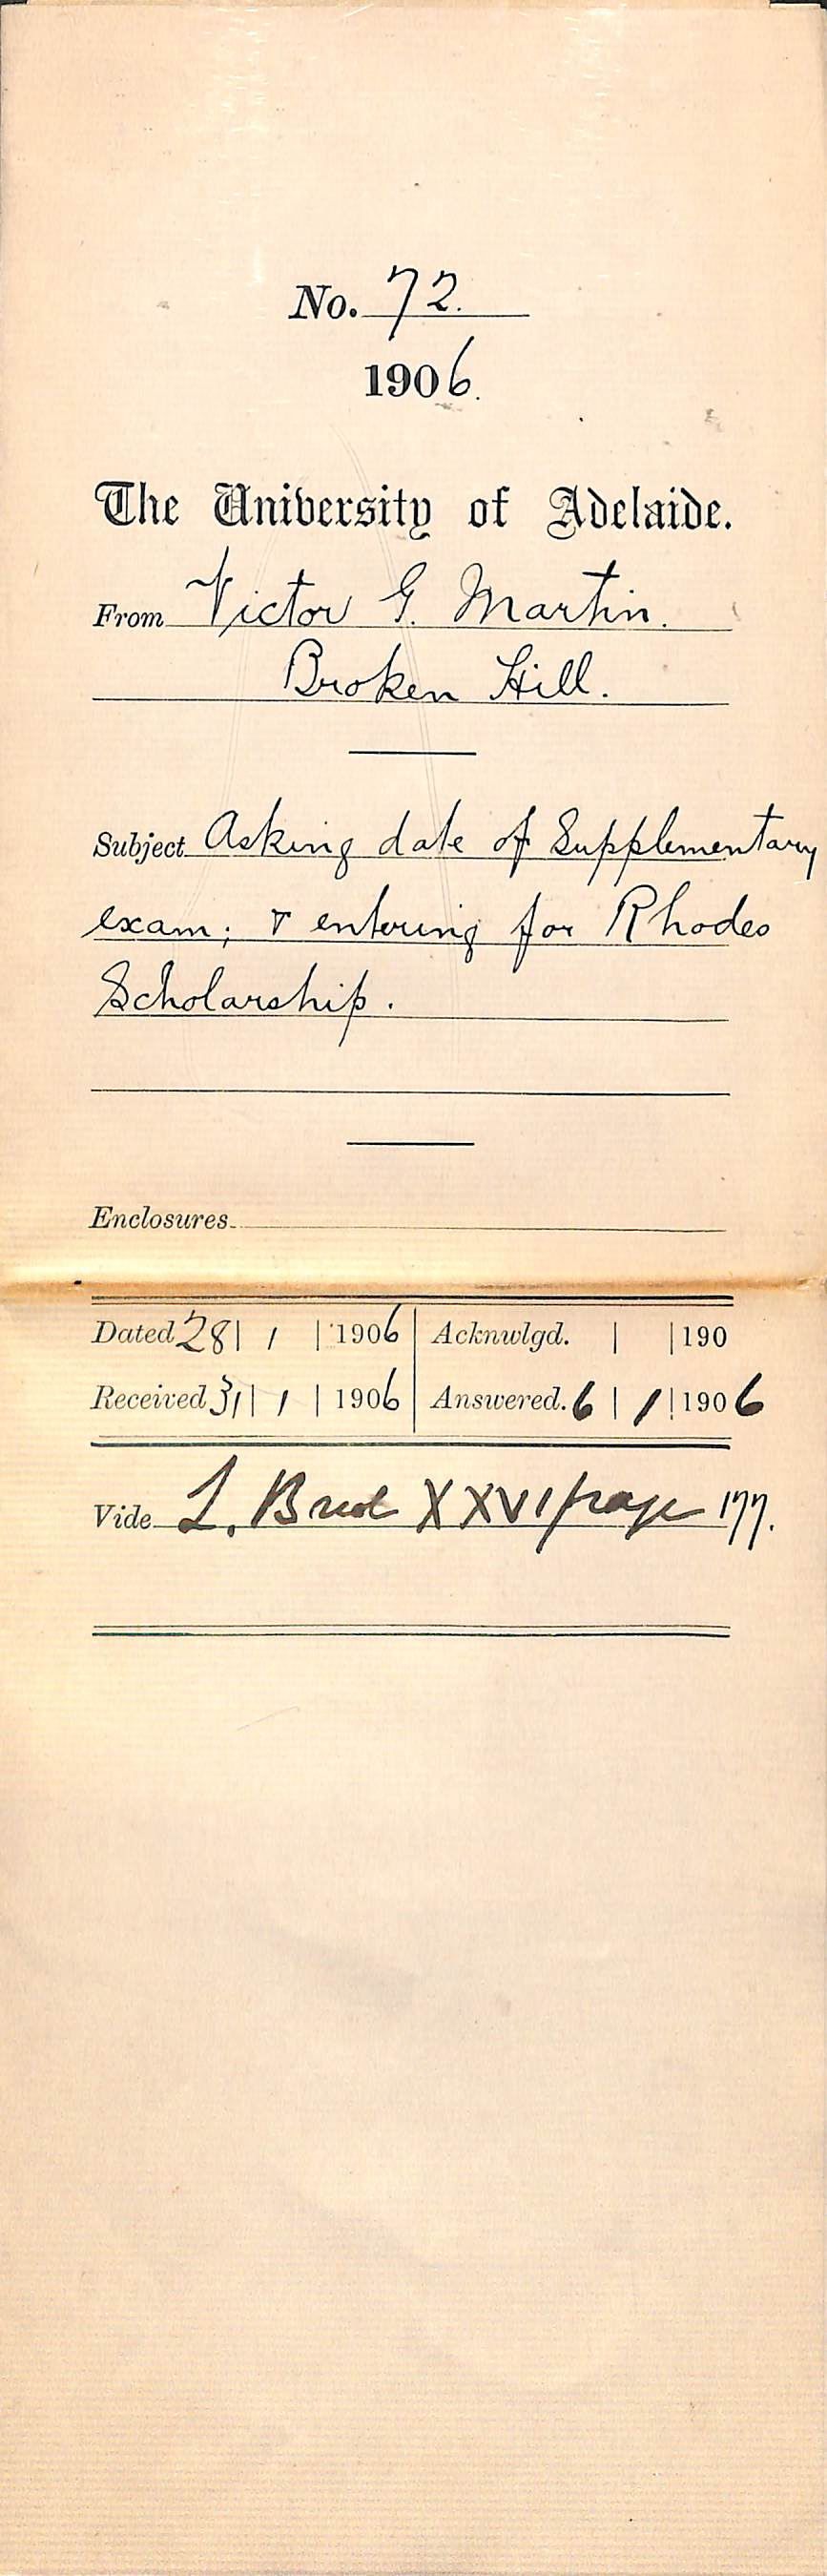 No. 72.
1906.
The University of Adelaide.
From Victor G. Martin.
Broken Hill.
Subject Asking date of Supplementary
exam; & entering for Rhodes
Scholarship.
Enclosures
Dated 28 | 1 | 1906 | Acknwlgd. | | 190
Received 31 | 1 | 1906 | Answered. 6 | 1 | 1906
Vide L. Book XXVI page 177.